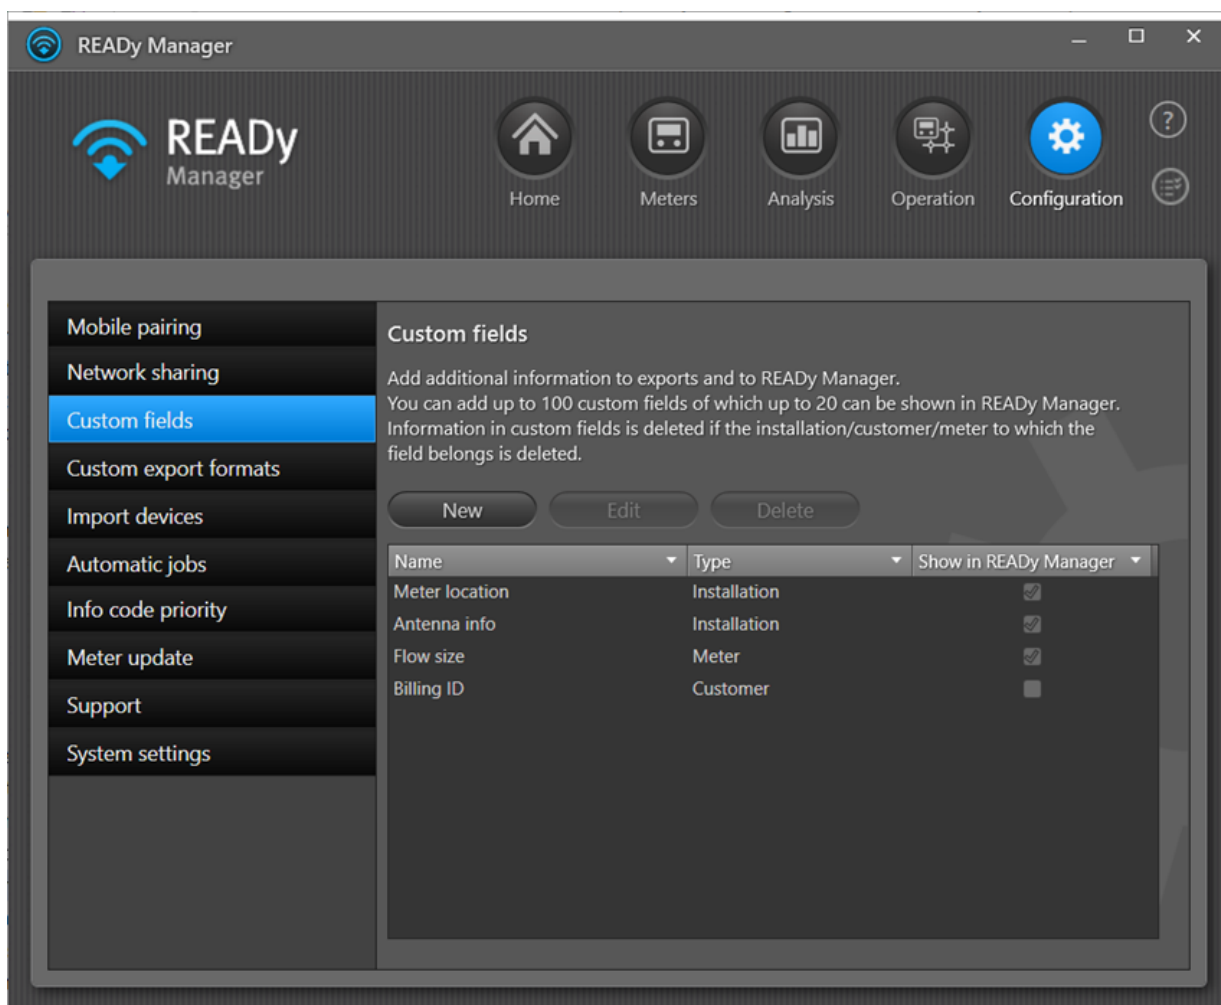 READy Manager
READy
Manager
Home
Meters
Analysis
Operation
Configuration
?
Mobile pairing
Network sharing
Custom fields
Custom export formats
Import devices
Automatic jobs
Info code priority
Meter update
Support
System settings
Custom fields
Add additional information to exports and to READy Manager.
You can add up to 100 custom fields of which up to 20 can be shown in READy Manager.
Information in custom fields is deleted if the installation/customer/meter to which the
field belongs is deleted.
New Edit Delete
Name Type Show in READy Manager
Meter location Installation
Antenna info Installation
Flow size Meter
Billing ID Customer